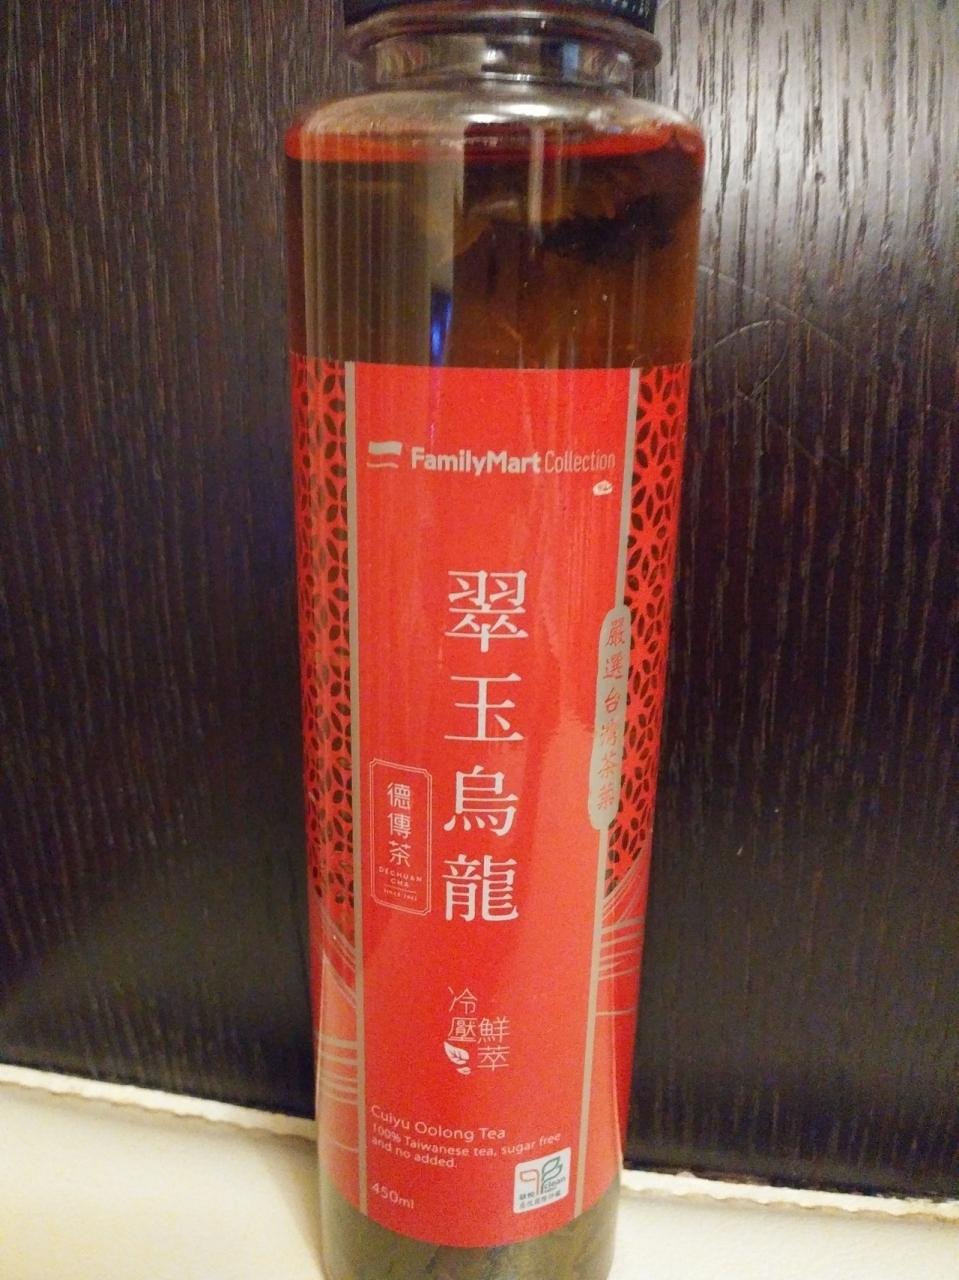 FamilyMart Collection
翠玉烏龍
嚴選台灣茶葉
德傳茶
DECHUAN
CHA
冷壓
鮮萃
Cuiyu Oolong Tea
100% Taiwanese tea, sugar free
and no added.
450ml
clean